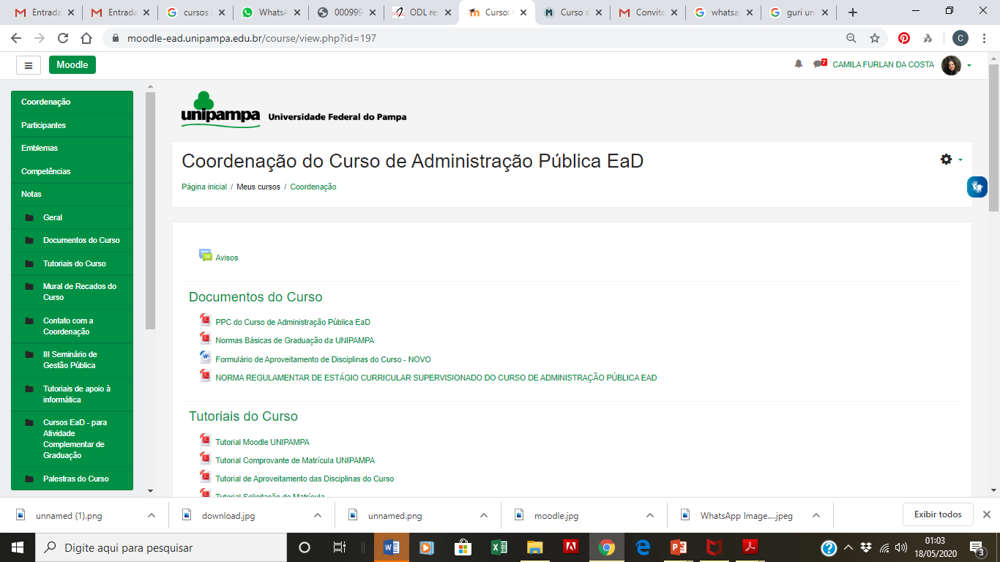 Entrada
Entrada
cursos
WhatsA
000999
ODL re
Curso:
Curso d
Convite
whatsa
guri un
moodle-ead.unipampa.edu.br/course/view.php?id=197
C
Moodle
7
CAMILA FURLAN DA COSTA
Coordenação
Participantes
Emblemas
Competências
Notas
Geral
Documentos do Curso
Tutoriais do Curso
Mural de Recados do
Curso
Contato com a
Coordenação
III Seminário de
Gestão Pública
Tutoriais de apoio à
informática
Cursos EaD - para
Atividade
Complementar de
Graduação
Palestras do Curso
unipampa Universidade Federal do Pampa
Coordenação do Curso de Administração Pública EaD
Página inicial / Meus cursos / Coordenação
Avisos
Documentos do Curso
PPC do Curso de Administração Pública EaD
Normas Básicas de Graduação da UNIPAMPA
Formulário de Aproveitamento de Disciplinas do Curso - NOVO
NORMA REGULAMENTAR DE ESTÁGIO CURRICULAR SUPERVISIONADO DO CURSO DE ADMINISTRAÇÃO PÚBLICA EAD
Tutoriais do Curso
Tutorial Moodle UNIPAMPA
Tutorial Comprovante de Matrícula UNIPAMPA
Tutorial de Aproveitamento das Disciplinas do Curso
Tutorial Solicitação de Matrícula
unnamed (1).png
download.jpg
unnamed.png
moodle.jpg
WhatsApp Image....jpeg
Exibir todos
Digite aqui para pesquisar
01:03
18/05/2020
3